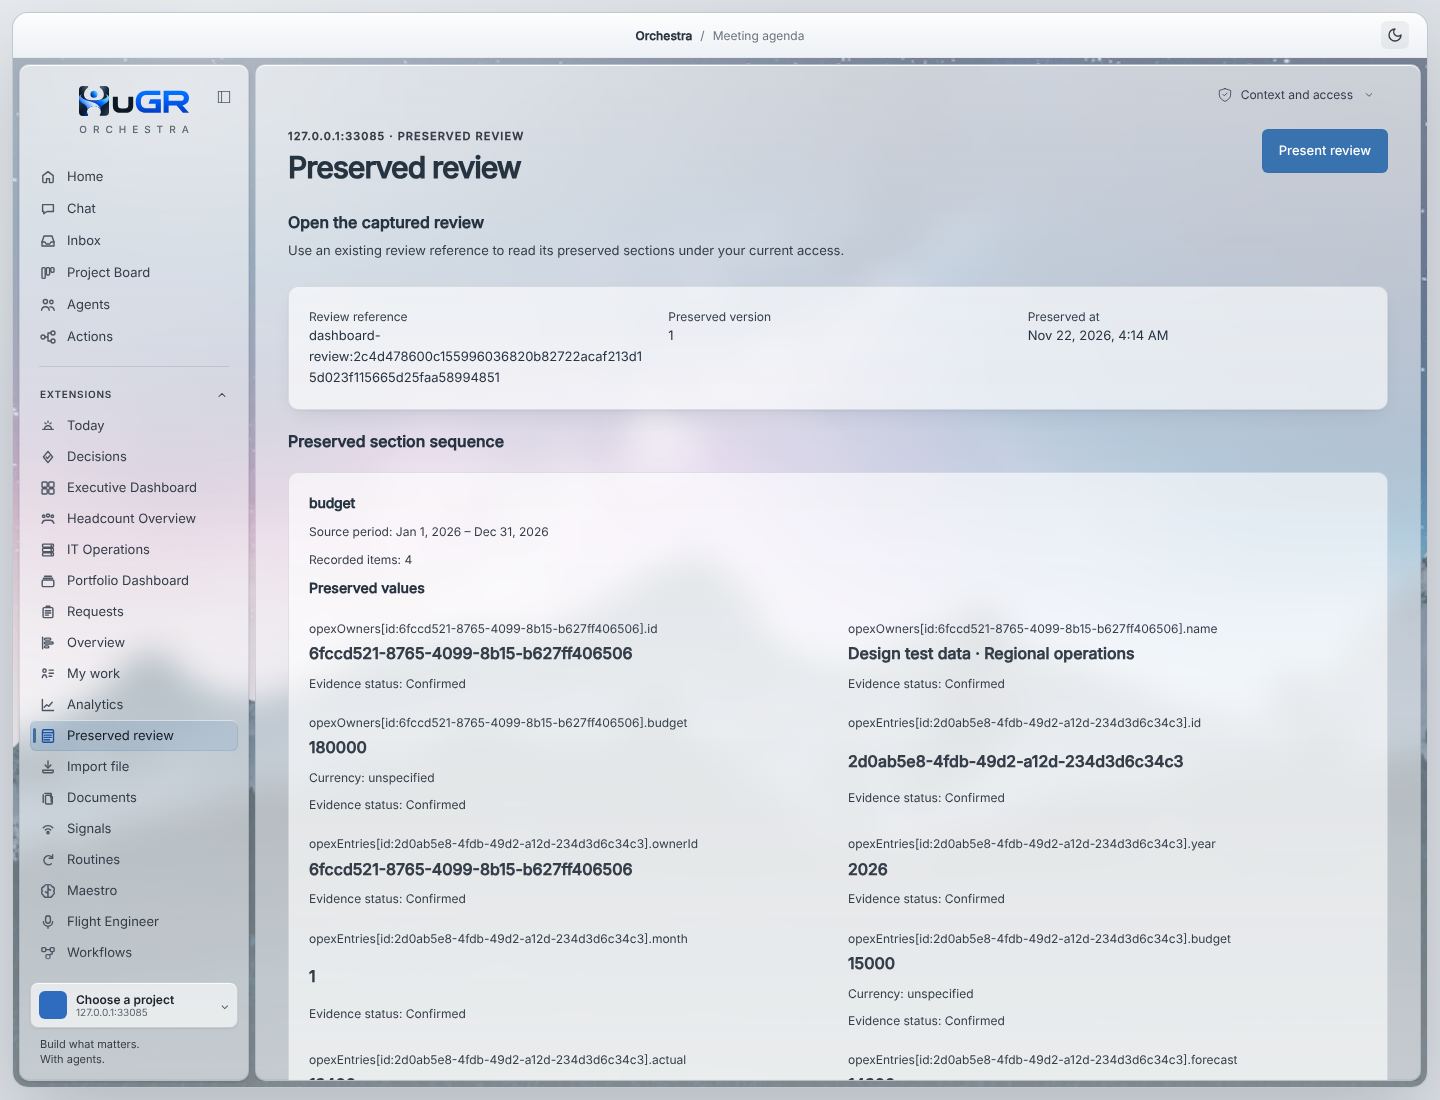 Orchestra / Meeting agenda
HuGR
ORCHESTRA
Home
Chat
Inbox
Project Board
Agents
Actions
EXTENSIONS
Today
Decisions
Executive Dashboard
Headcount Overview
IT Operations
Portfolio Dashboard
Requests
Overview
My work
Analytics
Preserved review
Import file
Documents
Signals
Routines
Maestro
Flight Engineer
Workflows
Choose a project
127.0.0.1:33085
Build what matters.
With agents.
Context and access
127.0.0.1:33085 · PRESERVED REVIEW
Preserved review
Present review
Open the captured review
Use an existing review reference to read its preserved sections under your current access.
Review reference
dashboard-
review:2c4d478600c155996036820b82722acaf213d1
5d023f115665d25faa58994851
Preserved version
1
Preserved at
Nov 22, 2026, 4:14 AM
Preserved section sequence
budget
Source period: Jan 1, 2026 – Dec 31, 2026
Recorded items: 4
Preserved values
opexOwners[id:6fccd521-8765-4099-8b15-b627ff406506].id
6fccd521-8765-4099-8b15-b627ff406506
Evidence status: Confirmed
opexOwners[id:6fccd521-8765-4099-8b15-b627ff406506].name
Design test data · Regional operations
Evidence status: Confirmed
opexOwners[id:6fccd521-8765-4099-8b15-b627ff406506].budget
180000
Currency: unspecified
Evidence status: Confirmed
opexEntries[id:2d0ab5e8-4fdb-49d2-a12d-234d3d6c34c3].id
2d0ab5e8-4fdb-49d2-a12d-234d3d6c34c3
Evidence status: Confirmed
opexEntries[id:2d0ab5e8-4fdb-49d2-a12d-234d3d6c34c3].ownerId
6fccd521-8765-4099-8b15-b627ff406506
Evidence status: Confirmed
opexEntries[id:2d0ab5e8-4fdb-49d2-a12d-234d3d6c34c3].year
2026
Evidence status: Confirmed
opexEntries[id:2d0ab5e8-4fdb-49d2-a12d-234d3d6c34c3].month
1
Evidence status: Confirmed
opexEntries[id:2d0ab5e8-4fdb-49d2-a12d-234d3d6c34c3].budget
15000
Currency: unspecified
Evidence status: Confirmed
opexEntries[id:2d0ab5e8-4fdb-49d2-a12d-234d3d6c34c3].actual
opexEntries[id:2d0ab5e8-4fdb-49d2-a12d-234d3d6c34c3].forecast